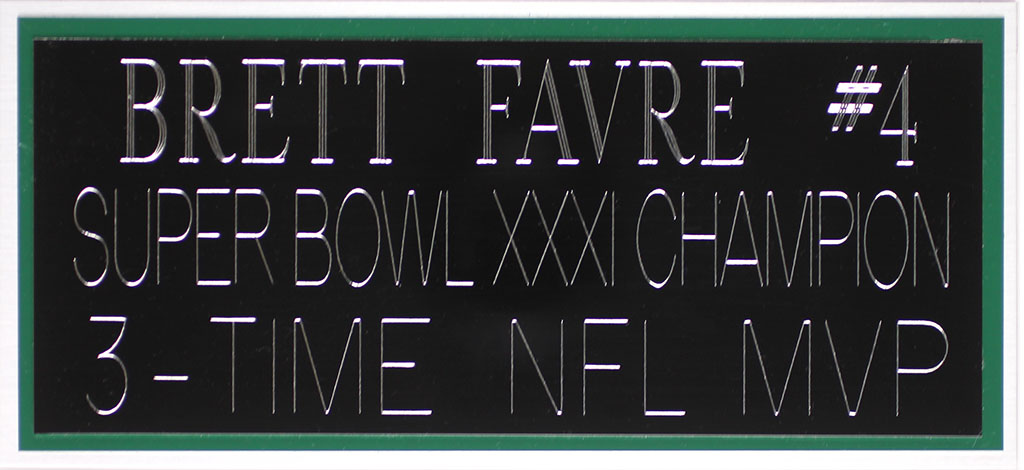 BRETT FAVRE #4
SUPER BOWL XXXI CHAMPION
3-TIME NFL MVP